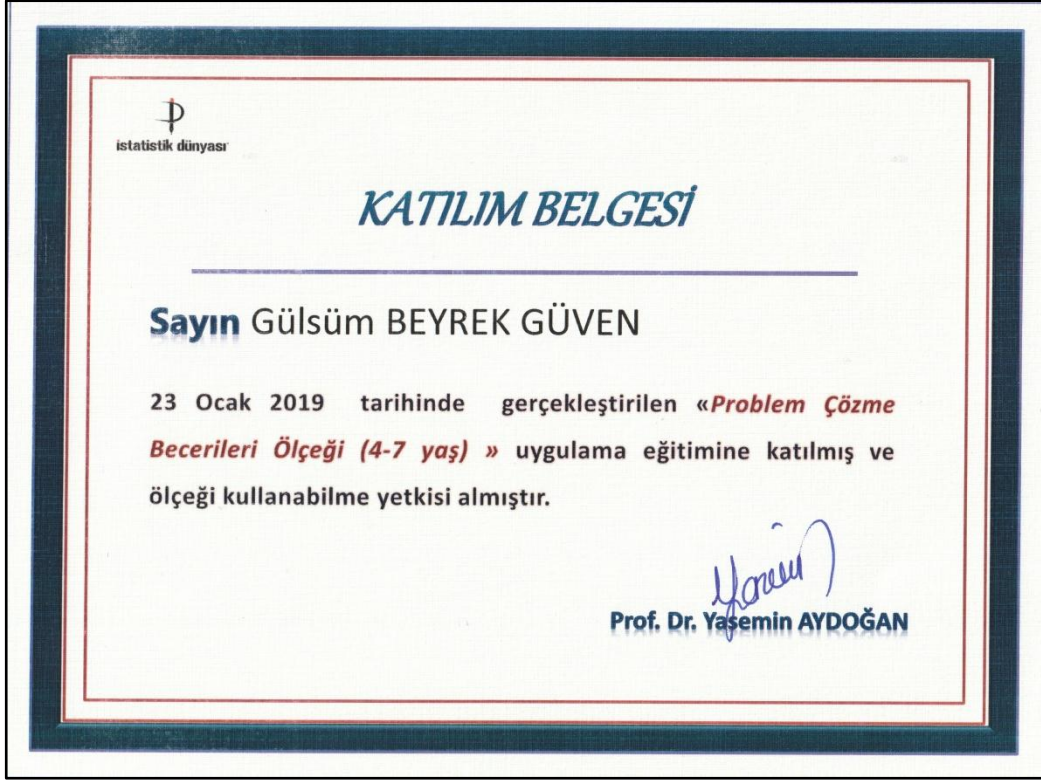 istatistik dünyası
KATILIM BELGESİ
Sayın Gülsüm BEYREK GÜVEN
23 Ocak 2019 tarihinde gerçekleştirilen «Problem Çözme
Becerileri Ölçeği (4-7 yaş) » uygulama eğitimine katılmış ve
ölçeği kullanabilme yetkisi almıştır.
Yasemin
Prof. Dr. Yaşemin AYDOĞAN